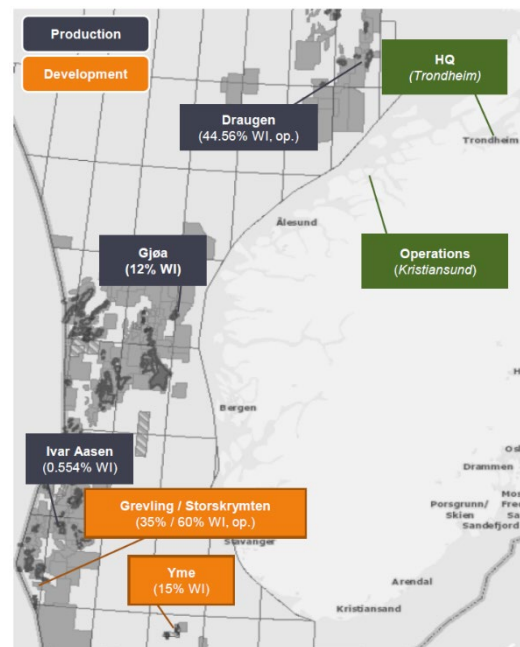 Production
Development
HQ
(Trondheim)
Draugen
(44.56% WI, op.)
Trondheim
Ålesund
Gjøa
(12% WI)
Operations
(Kristiansund)
Bergen
Ivar Aasen
(0.554% WI)
Drammen
Grevling / Storskrymten
(35% / 60% WI, op.)
Porsgrunn/
Skien
Sandefjord
Stavanger
Yme
(15% WI)
Arendal
Kristiansand